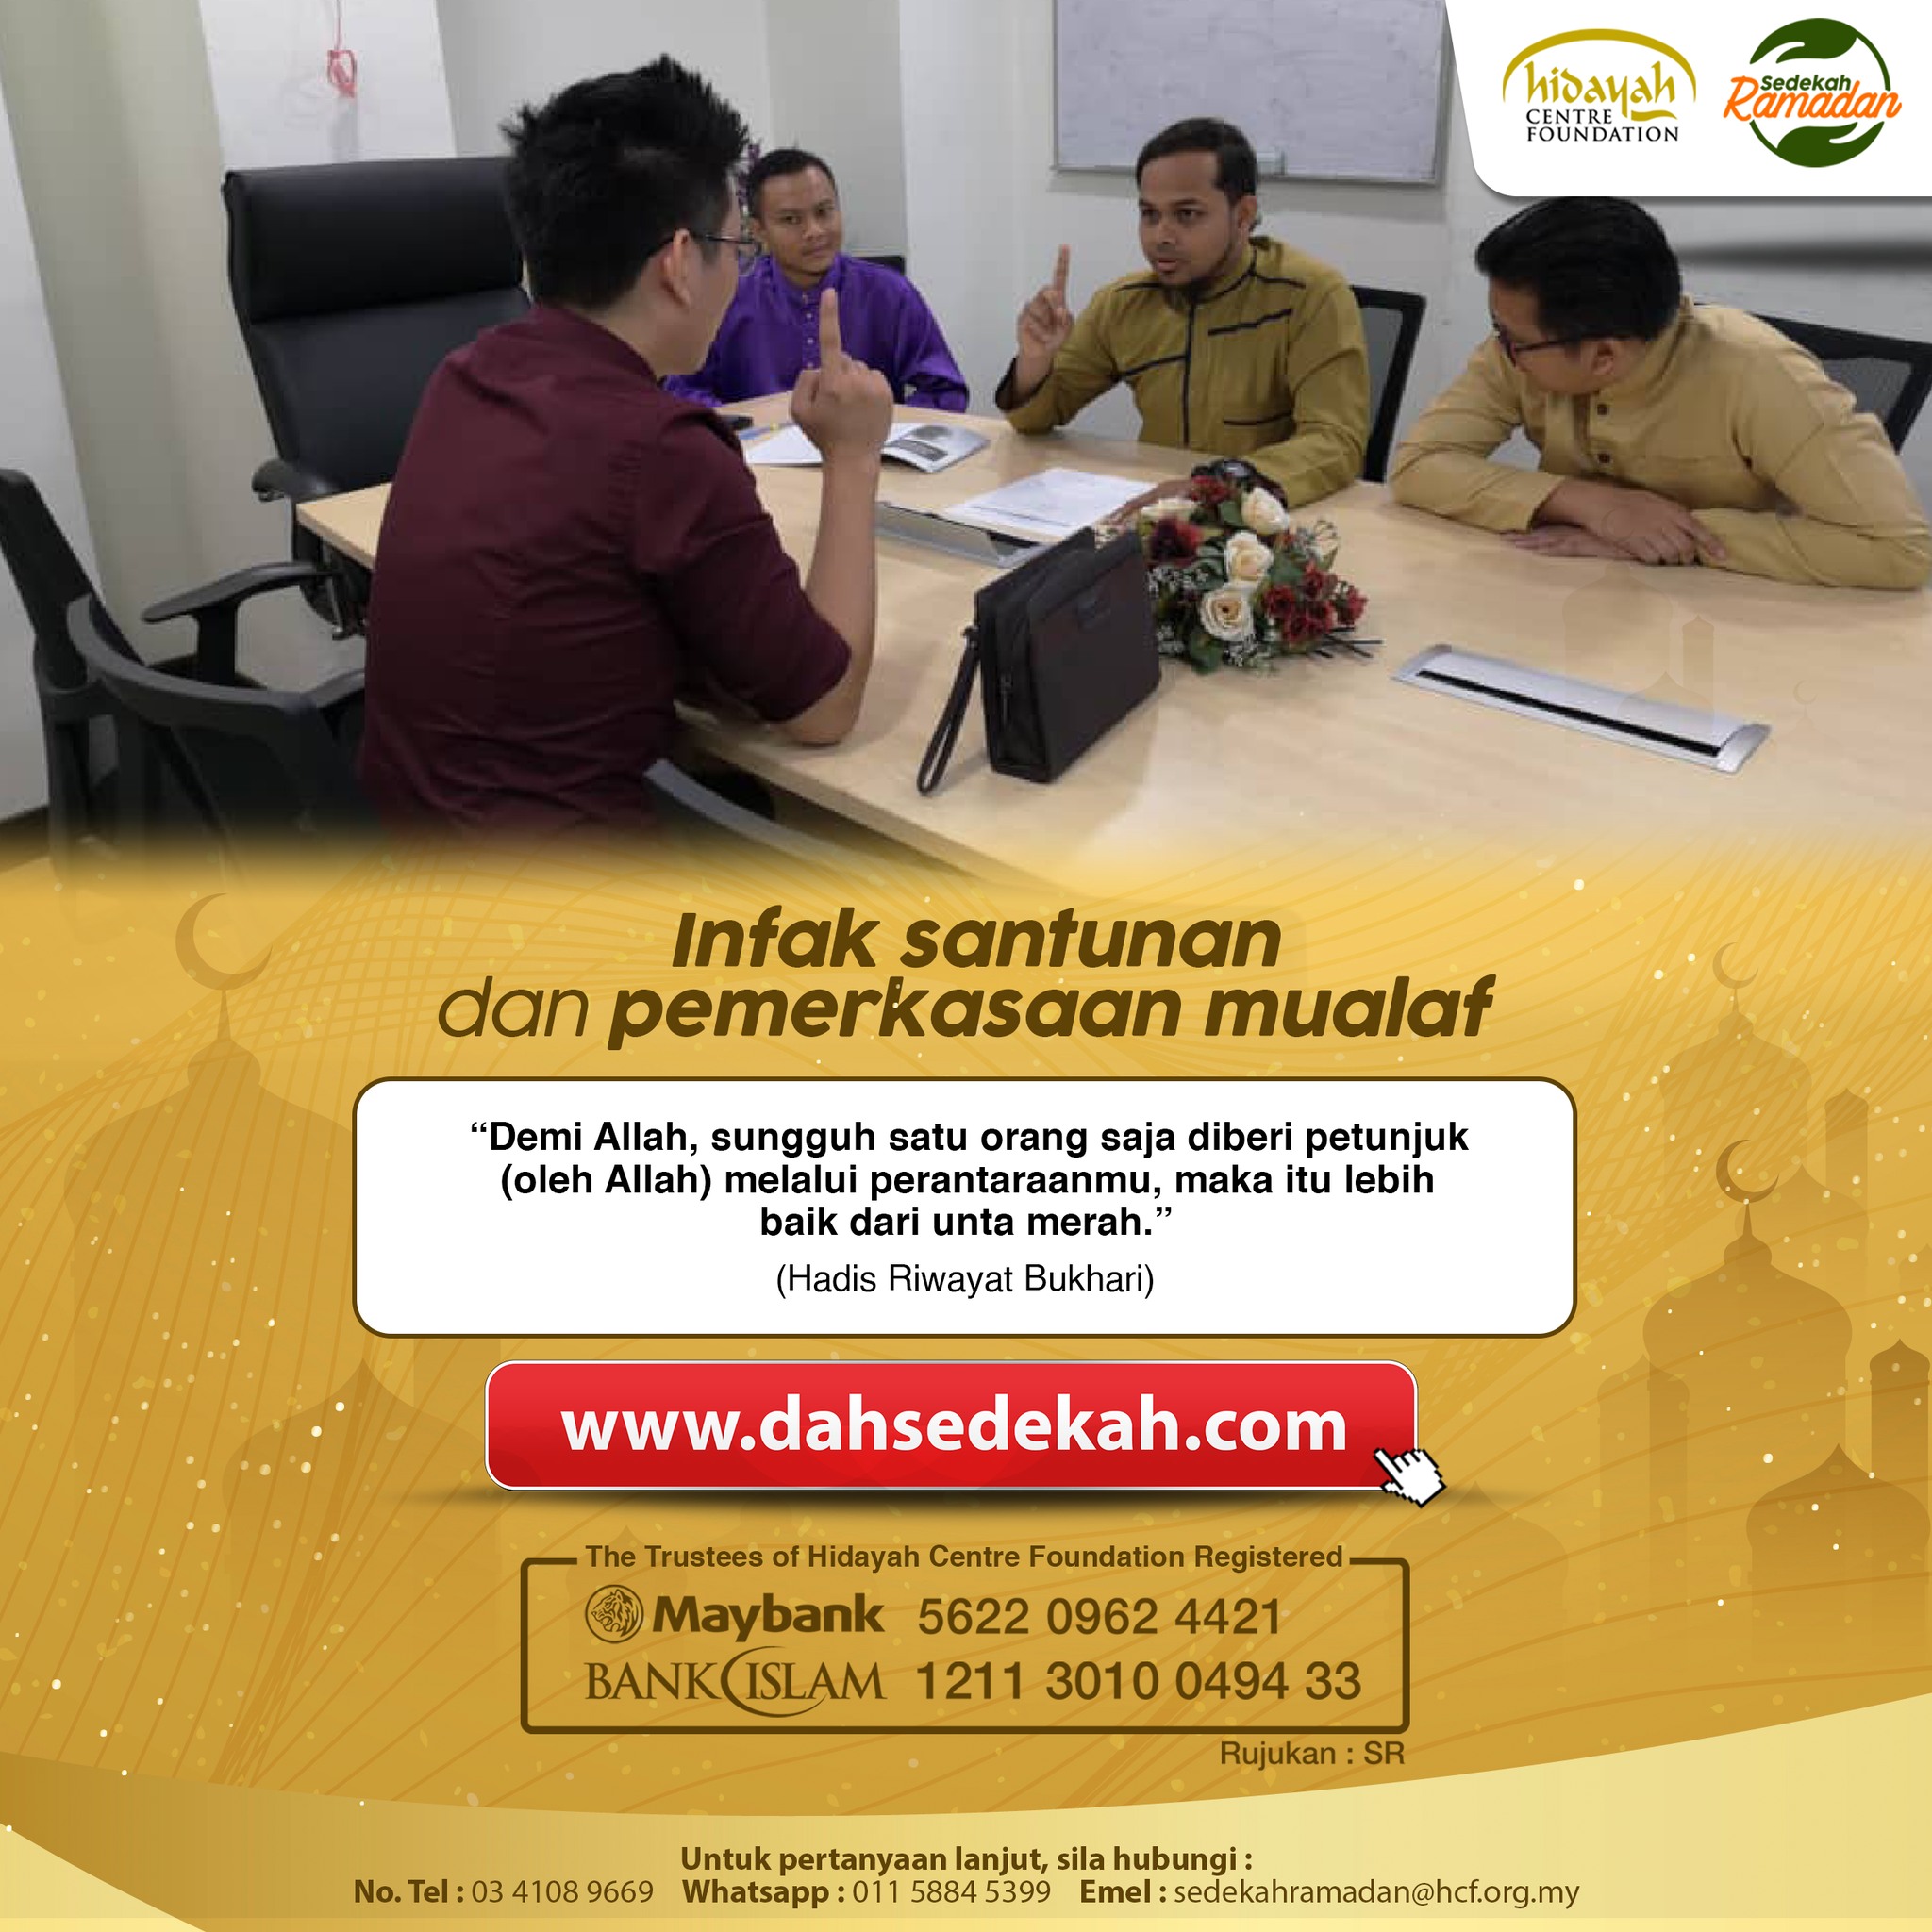 hidayah
CENTRE
FOUNDATION
Sedekah
Ramadan
Infak santunan
dan pemerkasaan mualaf
“Demi Allah, sungguh satu orang saja diberi petunjuk
(oleh Allah) melalui perantaraanmu, maka itu lebih
baik dari unta merah.”
(Hadis Riwayat Bukhari)
www.dahsedekah.com
The Trustees of Hidayah Centre Foundation Registered
Maybank 5622 0962 4421
BANK ISLAM 1211 3010 0494 33
Rujukan : SR
Untuk pertanyaan lanjut, sila hubungi :
No. Tel : 03 4108 9669 Whatsapp : 011 5884 5399 Emel : sedekahramadan@hcf.org.my